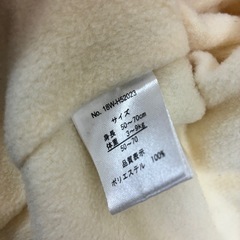 No. 18W-HS2023
サイズ
身長 50～70cm
体重 3～9kg
50-70
品質表示
ポリエステル 100%